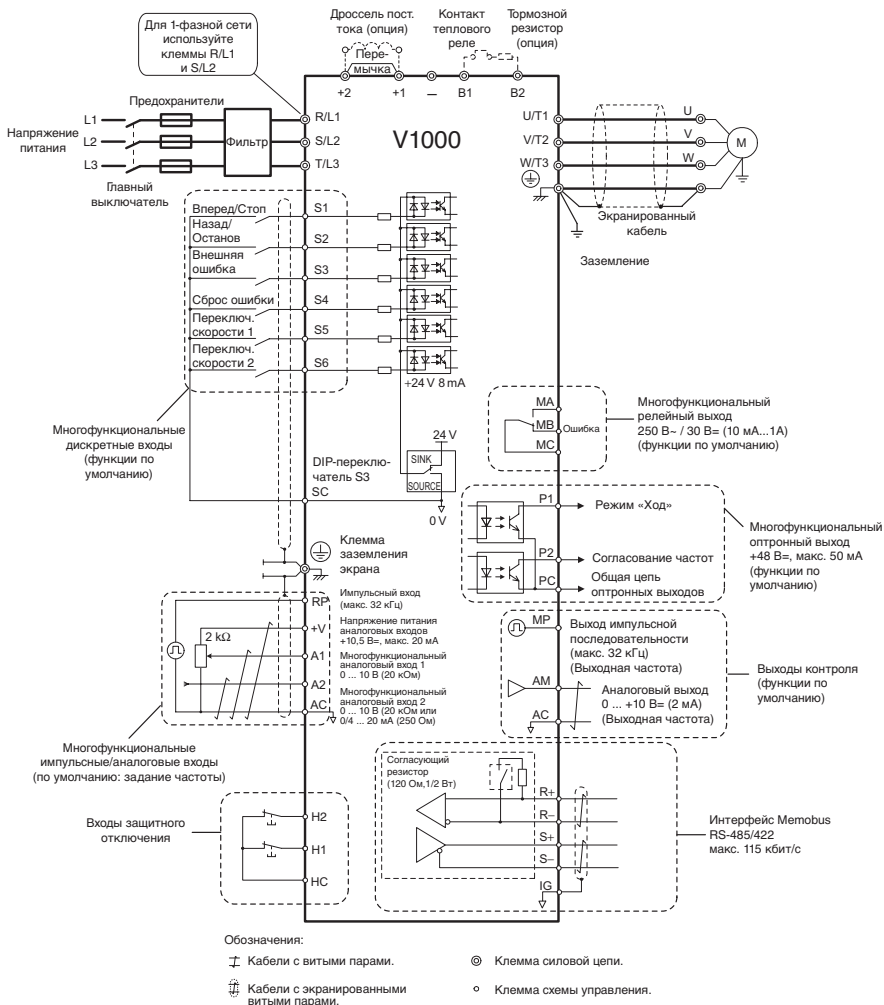 Для 1-фазной сети
используйте
клеммы R/L1
и S/L2
Дроссель пост.
тока (опция)
Контакт
теплового
реле
Тормозной
резистор
(опция)
Пере-
мычка
+2
+1
–
B1
B2
Напряжение
питания
L1
L2
L3
Предохранители
Главный
выключатель
Фильтр
R/L1
S/L2
T/L3
V1000
U/T1
V/T2
W/T3
U
V
W
M
Экранированный
кабель
Заземление
Вперед/Стоп
Назад/
Останов
Внешняя
ошибка
Сброс ошибки
Переключ.
скорости 1
Переключ.
скорости 2
S1
S2
S3
S4
S5
S6
+24 V 8 mA
Многофункциональные
дискретные входы
(функции по
умолчанию)
DIP-переклю-
чатель S3
SC
24 V
SINK
SOURCE
0 V
MA
MB
MC
Ошибка
Многофункциональный
релейный выход
250 В~ / 30 В= (10 мА...1А)
(функции по умолчанию)
P1
Режим «Ход»
P2
Согласование частот
PC
Общая цепь
оптронных выходов
Многофункциональный
оптронный выход
+48 В=, макс. 50 мА
(функции по
умолчанию)
Клемма
заземления
экрана
RP
Импульсный вход
(макс. 32 кГц)
+V
Напряжение питания
аналоговых входов
+10,5 В=, макс. 20 мА
2 kΩ
A1
Многофункциональный
аналоговый вход 1
0 ... 10 В (20 кОм)
A2
Многофункциональный
аналоговый вход 2
0 ... 10 В (20 кОм или
0/4 ... 20 мА (250 Ом)
AC
Многофункциональные
импульсные/аналоговые входы
(по умолчанию: задание частоты)
MP
Выход импульсной
последовательности
(макс. 32 кГц)
(Выходная частота)
AM
Аналоговый выход
0 ... +10 В= (2 мА)
(Выходная частота)
AC
Выходы контроля
(функции по
умолчанию)
Входы защитного
отключения
H2
H1
HC
Согласующий
резистор
(120 Ом,1/2 Вт)
R+
R–
S+
S–
IG
Интерфейс Memobus
RS-485/422
макс. 115 кбит/с
Обозначения:
Кабели с витыми парами.
Клемма силовой цепи.
Кабели с экранированными
витыми парами.
Клемма схемы управления.